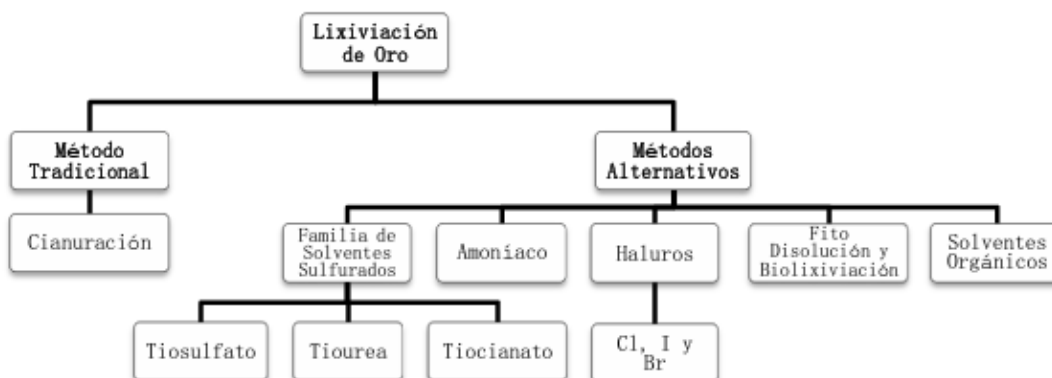 Lixiviación
de Oro
Método
Tradicional
Métodos
Alternativos
Cianuración
Familia de
Solventes
Sulfurados
Amoníaco
Haluros
Fito
Disolución y
Biolixiviación
Solventes
Orgánicos
Tiosulfato
Tiourea
Tiocianato
Cl, I y
Br